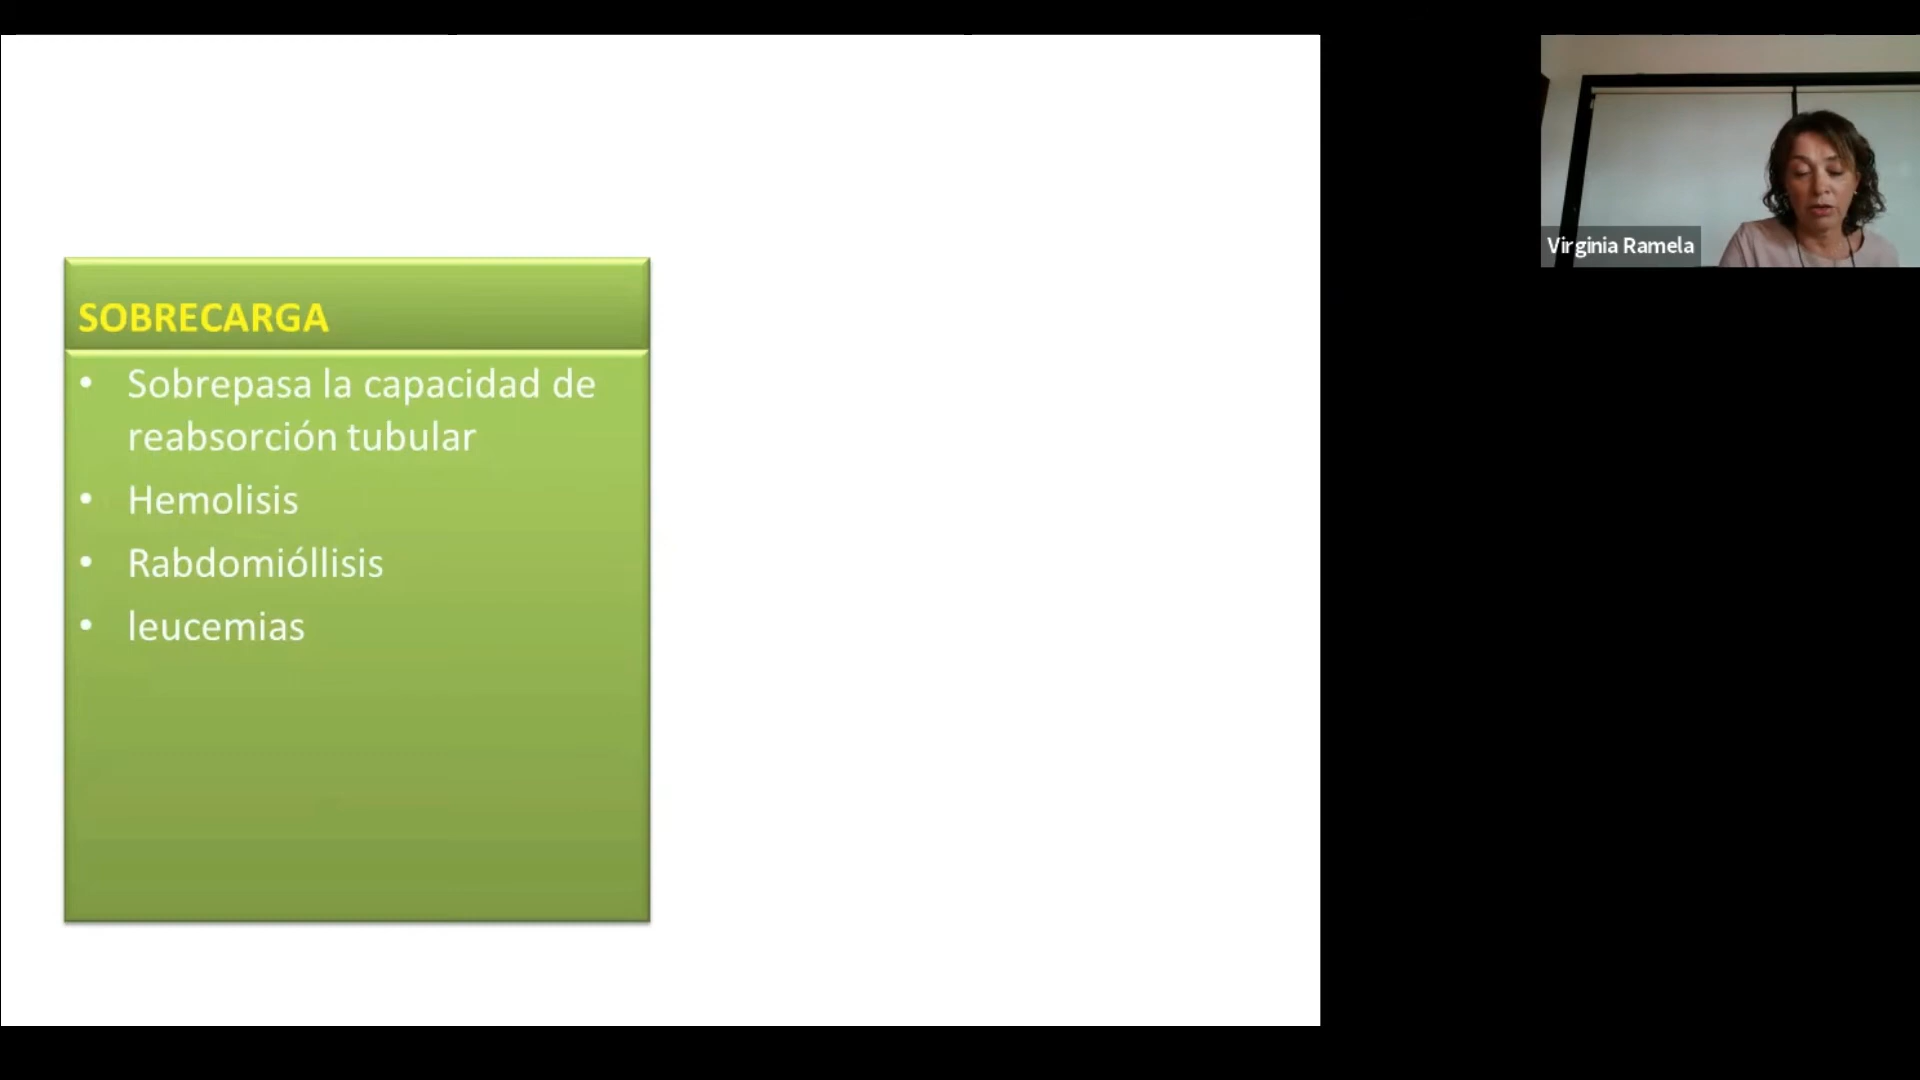 SOBRECARGA
• Sobrepasa la capacidad de
reabsorción tubular
• Hemolisis
• Rabdomióllisis
• leucemias
Virginia Ramela